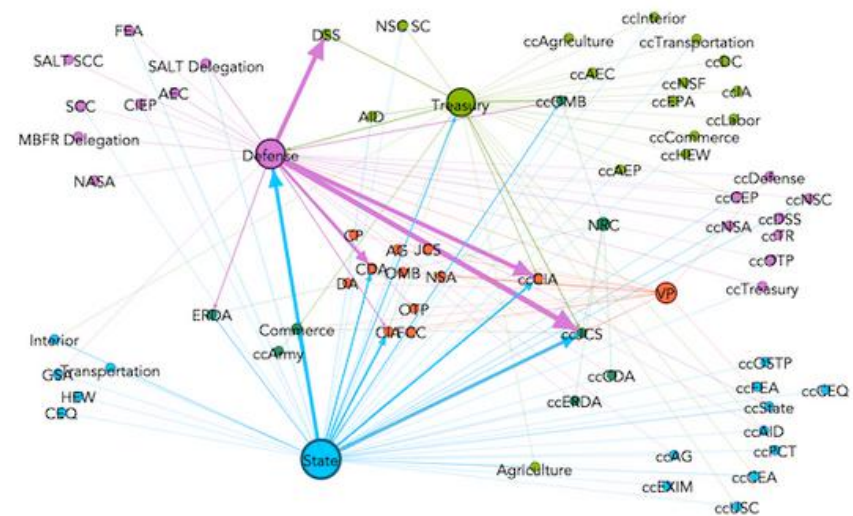 ccInterior
FEA
DSS
NSC SC
ccAgriculture
ccTransportation
SALT SCC
SALT Delegation
ccDC
ccAEC
ccNSF
ccIA
AEC
SCC
CIEP
Treasury
ccOMB
ccEPA
AID
ccLabor
MBFR Delegation
ccCommerce
Defense
ccHEW
ccAEP
NASA
ccDefense
ccCEP
ccNSC
ccDSS
NRC
ccNSA
CP
ccTR
AG
JCS
ccOTP
CDA
OMB
NSA
ccCIA
DA
ccTreasury
VP
OTP
ERDA
Commerce
CIA
ccJCS
Interior
ccArmy
GSA
Transportation
ccOSTP
ccCDA
ccFEA
ccCEQ
HEW
ccERDA
ccState
CEQ
ccAID
ccPCT
State
ccAG
Agriculture
ccCEA
ccEXIM
ccUSC